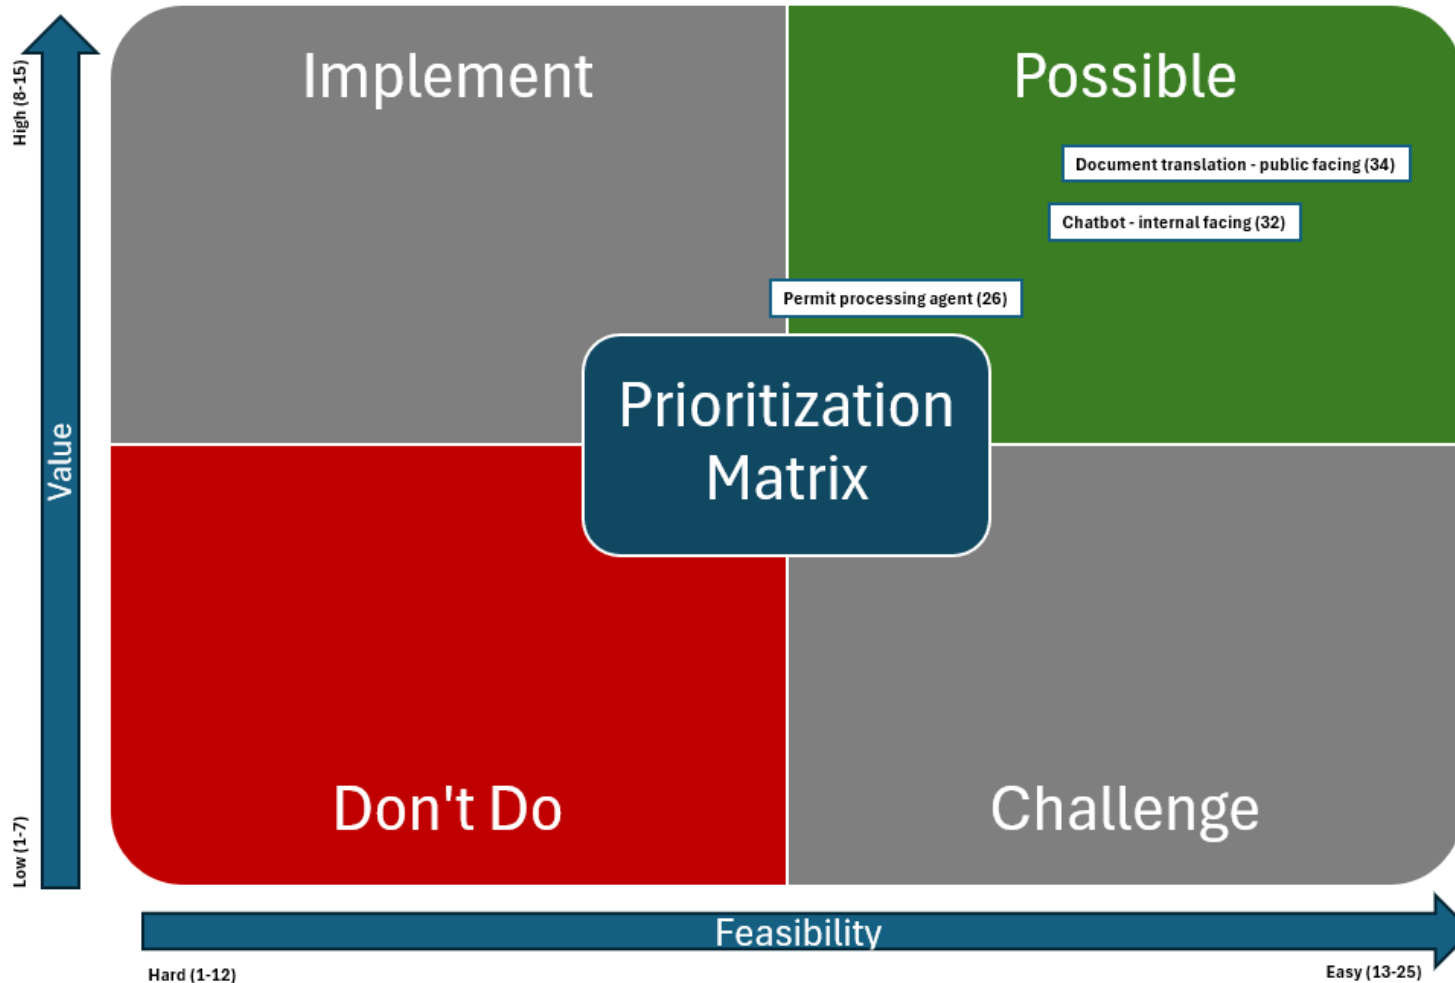 High (8-15)
Implement
Possible
Document translation - public facing (34)
Chatbot - internal facing (32)
Permit processing agent (26)
Prioritization
Matrix
Value
Don't Do
Challenge
Low (1-7)
Feasibility
Hard (1-12)
Easy (13-25)